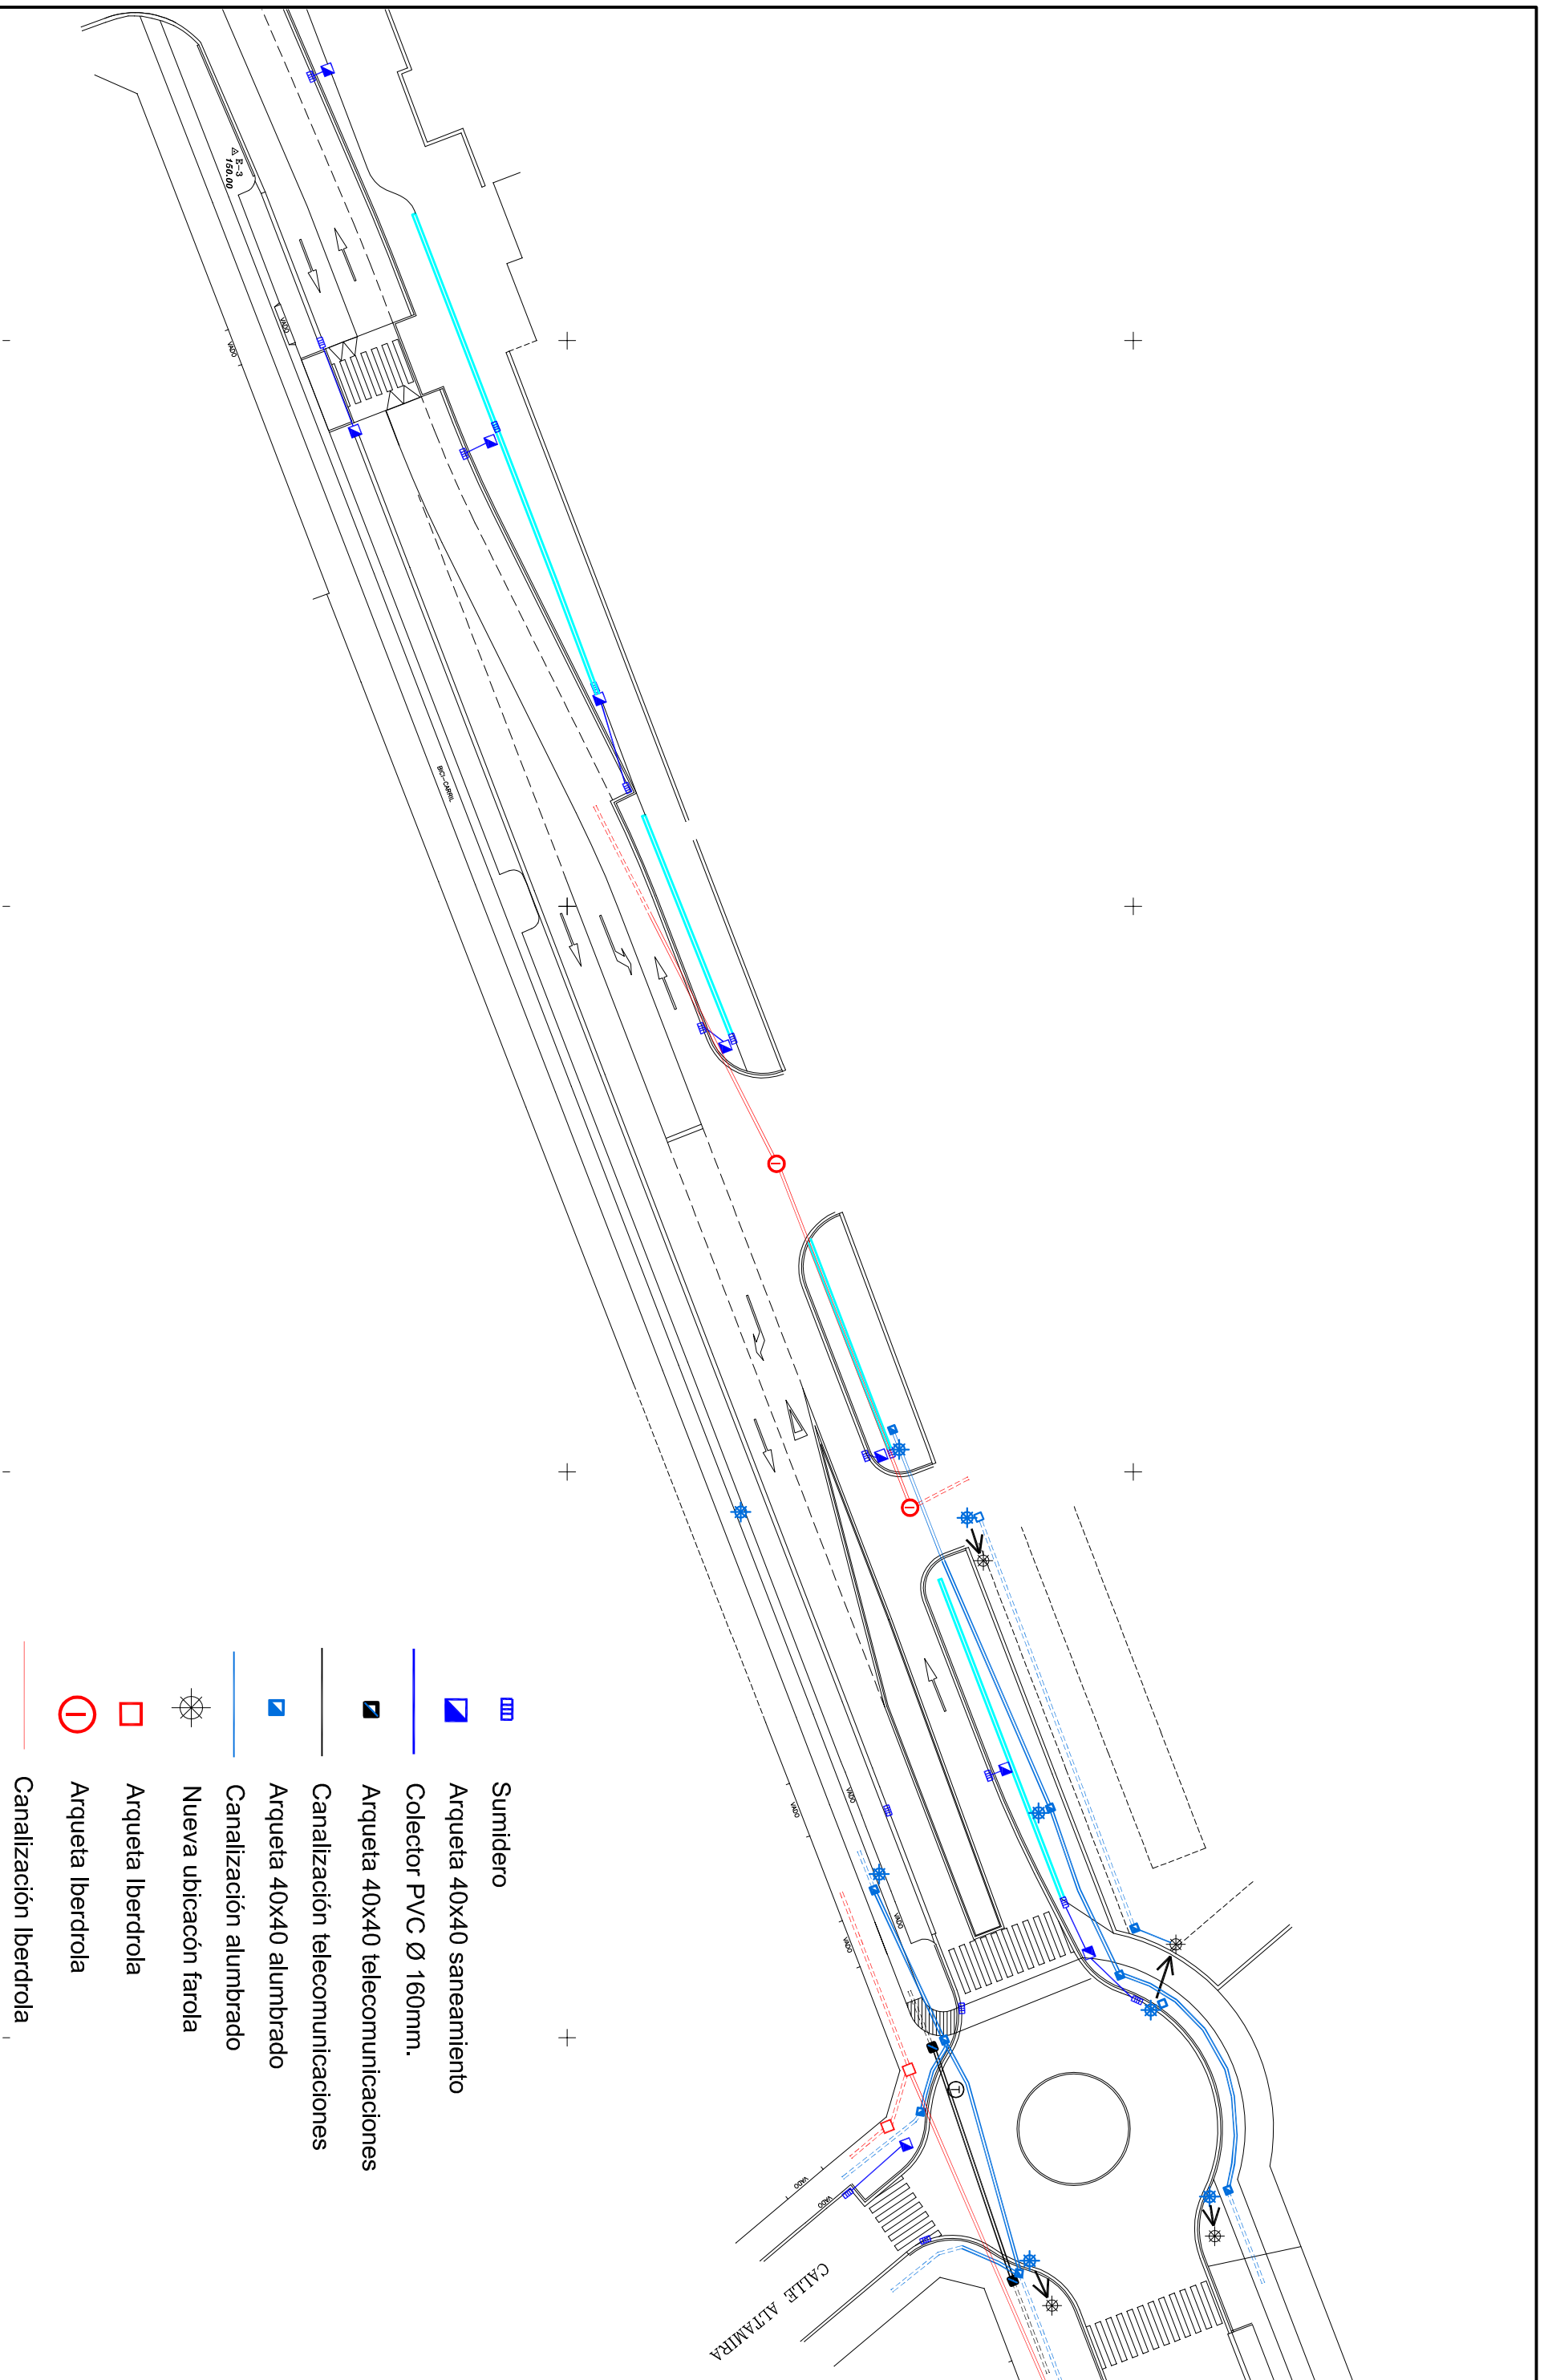 E-3
150.00
VADO
VADO
BICI-CARRIL
VADO
VADO
VADO
VADO
VADO
VADO
CALLE ALTAMIRA
T
Sumidero
Arqueta 40x40 saneamiento
Colector PVC Ø 160mm.
Arqueta 40x40 telecomunicaciones
Canalización telecomunicaciones
Arqueta 40x40 alumbrado
Canalización alumbrado
Nueva ubicacón farola
Arqueta Iberdrola
Arqueta Iberdrola
Canalización Iberdrola